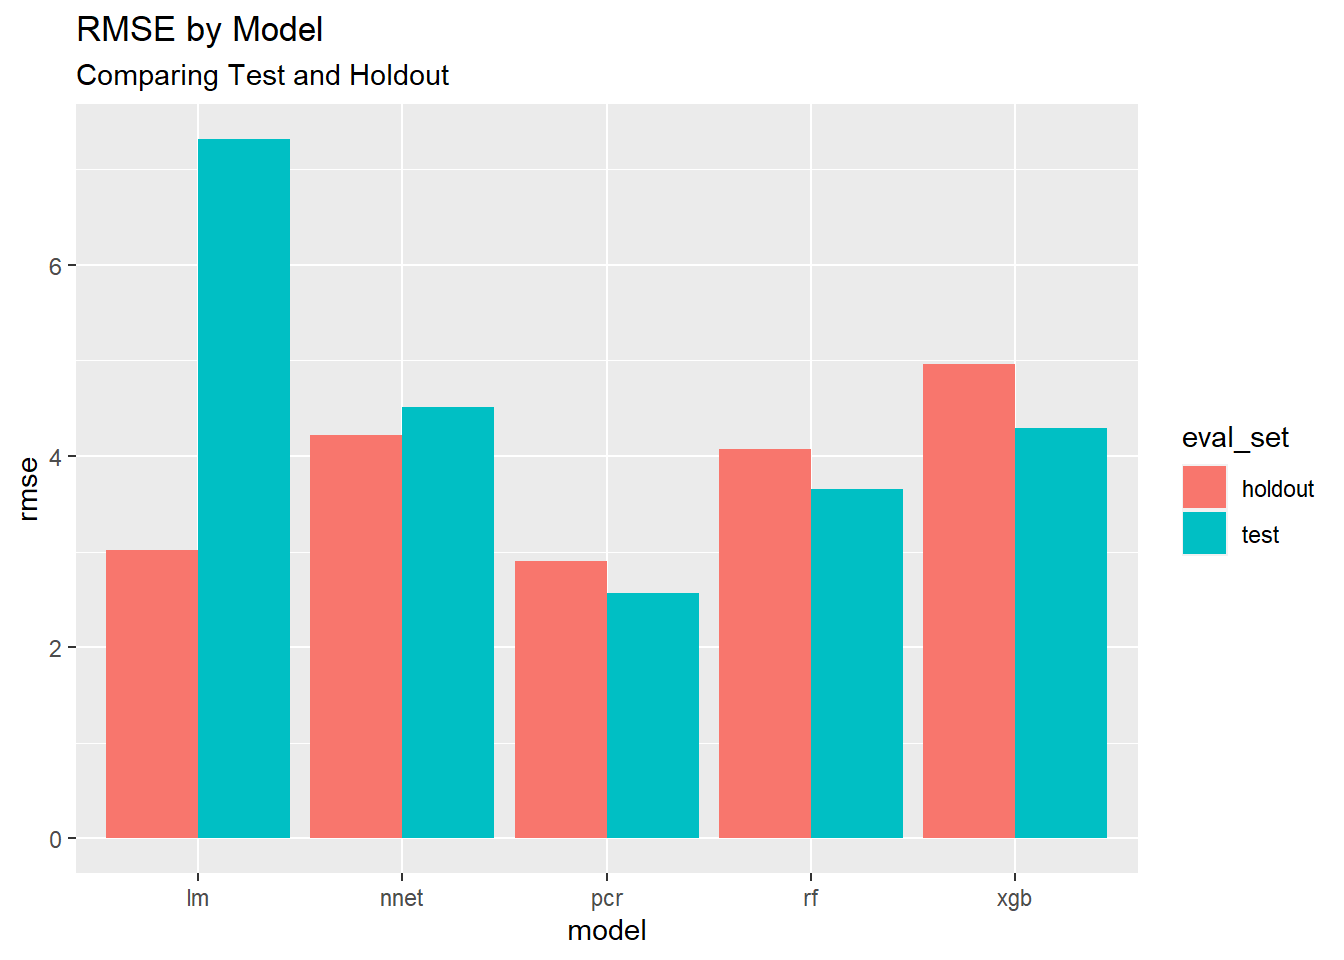 RMSE by Model
Comparing Test and Holdout
6
4
2
0
rmse
lm nnet pcr rf xgb
model
eval_set
holdout
test